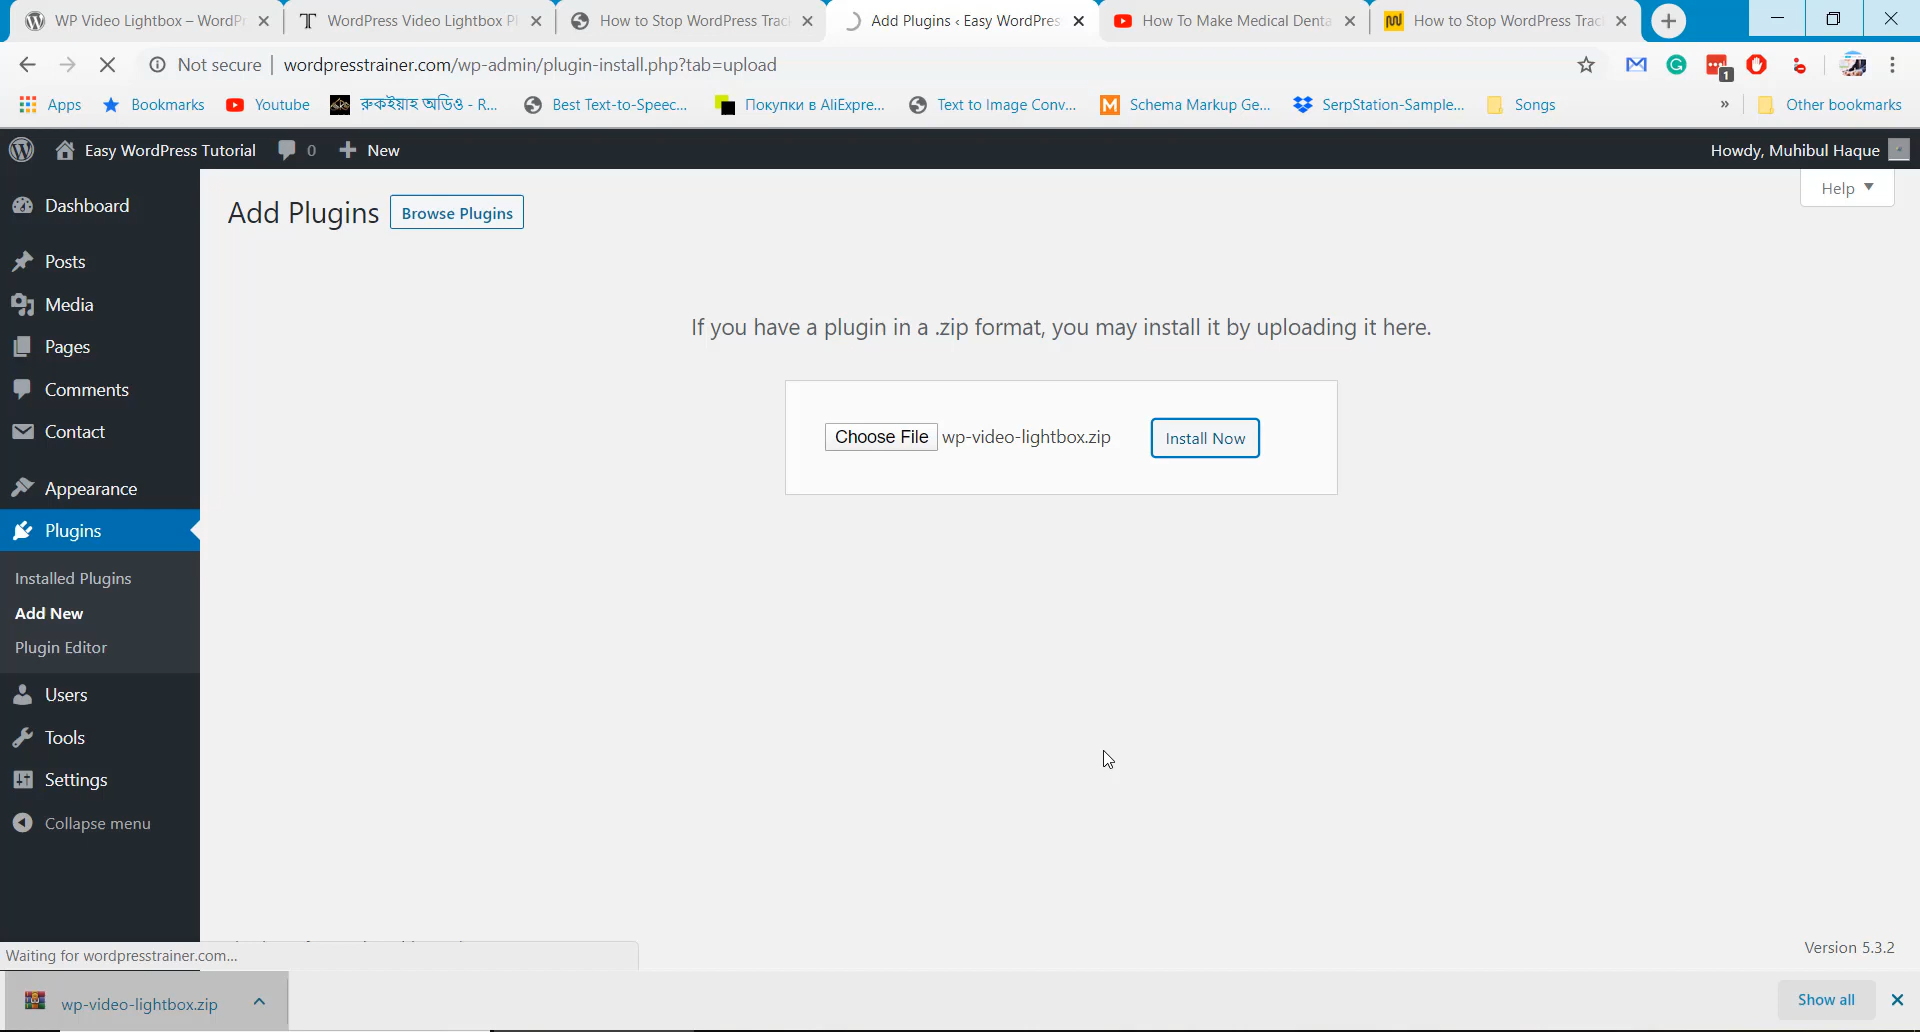 WP Video Lightbox – WordPr
WordPress Video Lightbox Pl
How to Stop WordPress Trac
Add Plugins ‹ Easy WordPres
How To Make Medical Denta
How to Stop WordPress Trac
Not secure | wordpresstrainer.com/wp-admin/plugin-install.php?tab=upload
1
Apps
Bookmarks
Youtube
রুকইয়াহ অডিও - R...
Best Text-to-Speec...
Покупки в AliExpre...
Text to Image Conv...
Schema Markup Ge...
SerpStation-Sample...
Songs
»
Other bookmarks
Easy WordPress Tutorial
0
New
Howdy, Muhibul Haque
Dashboard
Posts
Media
Pages
Comments
Contact
Appearance
Plugins
Installed Plugins
Add New
Plugin Editor
Users
Tools
Settings
Collapse menu
Add Plugins
Browse Plugins
Help
If you have a plugin in a .zip format, you may install it by uploading it here.
Choose File wp-video-lightbox.zip
Install Now
Version 5.3.2
Waiting for wordpresstrainer.com...
wp-video-lightbox.zip
Show all